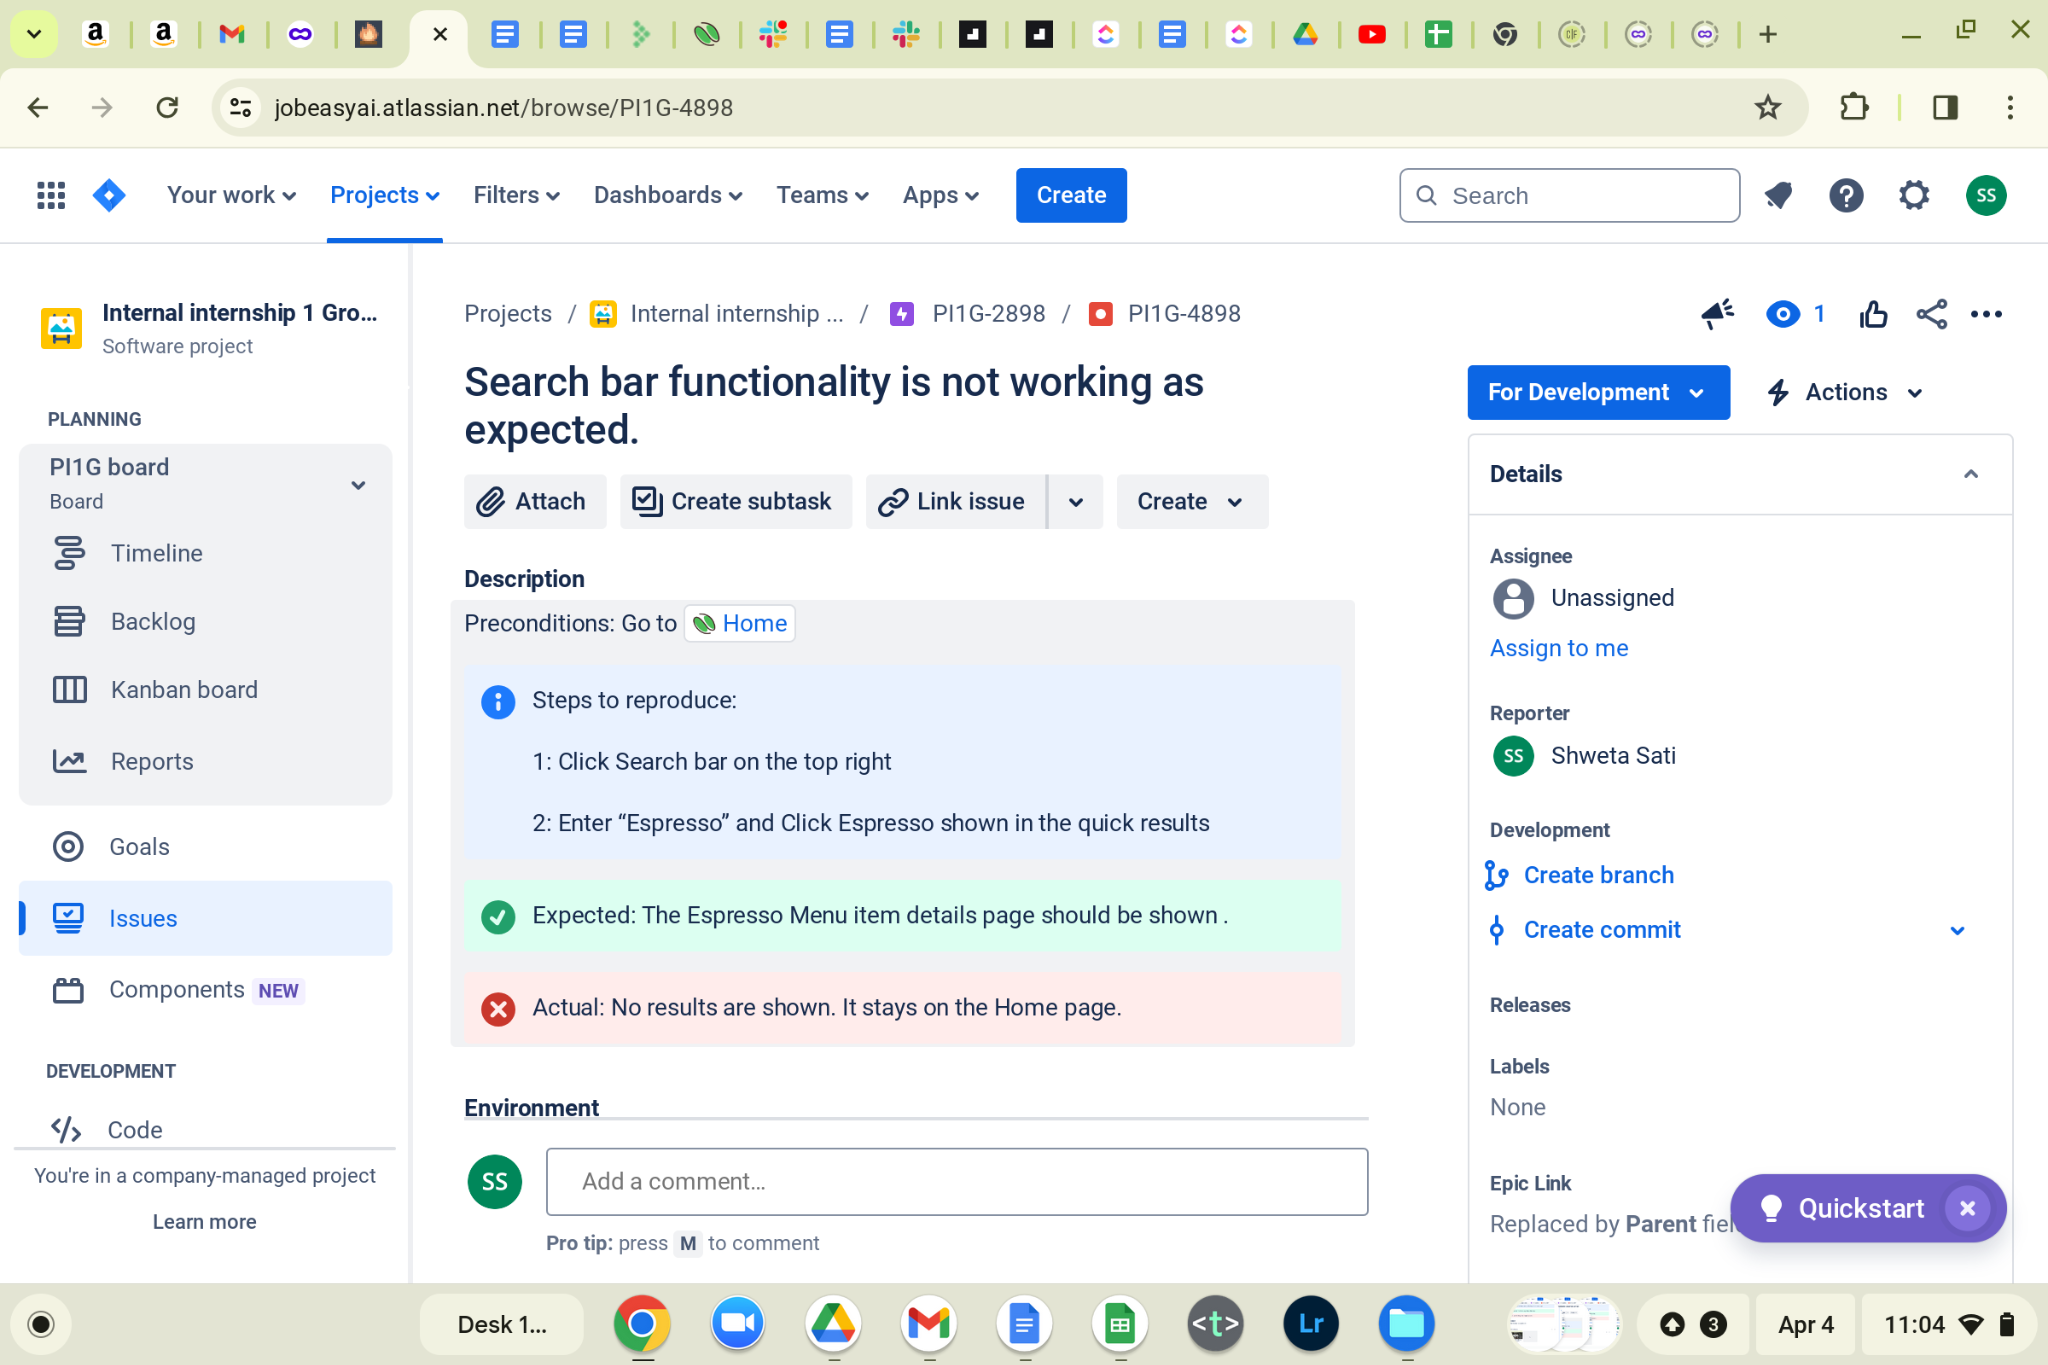 jobeasyai.atlassian.net/browse/PI1G-4898
Your work
Projects
Filters
Dashboards
Teams
Apps
Create
Search
SS
Internal internship 1 Gro...
Software project
PLANNING
PI1G board
Board
Timeline
Backlog
Kanban board
Reports
Goals
Issues
Components NEW
DEVELOPMENT
Code
You're in a company-managed project
Learn more
Projects / Internal internship ... / PI1G-2898 / PI1G-4898
1
Search bar functionality is not working as
expected.
Attach
Create subtask
Link issue
Create
Description
Preconditions: Go to Home
Steps to reproduce:
1: Click Search bar on the top right
2: Enter “Espresso” and Click Espresso shown in the quick results
Expected: The Espresso Menu item details page should be shown .
Actual: No results are shown. It stays on the Home page.
Environment
SS
Add a comment…
Pro tip: press M to comment
For Development
Actions
Details
Assignee
Unassigned
Assign to me
Reporter
SS Shweta Sati
Development
Create branch
Create commit
Releases
Labels
None
Epic Link
Replaced by Parent fiel
Quickstart
Desk 1...
<t>
Lr
3
Apr 4
11:04